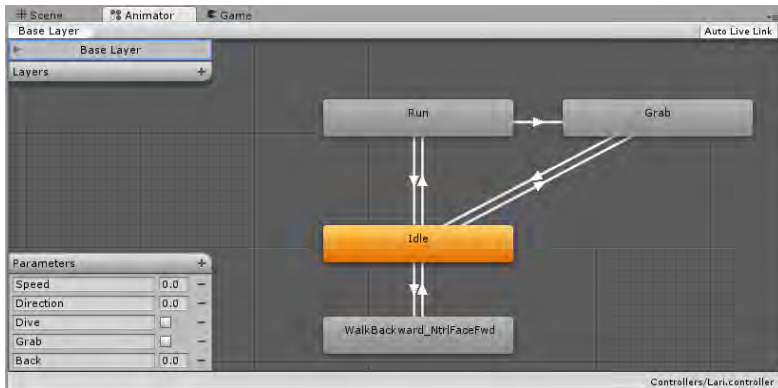 Scene
Animator
Game
Base Layer
Auto Live Link
Base Layer
Layers
Run
Grab
Idle
WalkBackward_NtrlFaceFwd
Parameters
Speed 0.0
Direction 0.0
Dive
Grab
Back 0.0
Controllers/Lari.controller